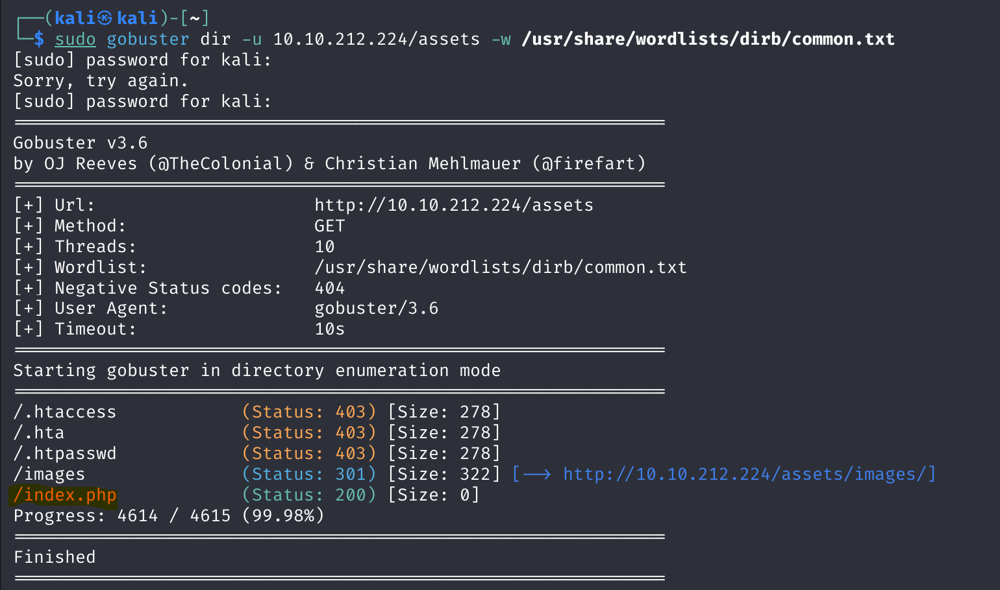 ┌──(kali㉿kali)-[~]
└─$ sudo gobuster dir -u 10.10.212.224/assets -w /usr/share/wordlists/dirb/common.txt
[sudo] password for kali:
Sorry, try again.
[sudo] password for kali:
===============================================================
Gobuster v3.6
by OJ Reeves (@TheColonial) & Christian Mehlmauer (@firefart)
===============================================================
[+] Url:                     http://10.10.212.224/assets
[+] Method:                  GET
[+] Threads:                 10
[+] Wordlist:                /usr/share/wordlists/dirb/common.txt
[+] Negative Status codes:   404
[+] User Agent:              gobuster/3.6
[+] Timeout:                 10s
===============================================================
Starting gobuster in directory enumeration mode
===============================================================
/.htaccess            (Status: 403) [Size: 278]
/.hta                 (Status: 403) [Size: 278]
/.htpasswd            (Status: 403) [Size: 278]
/images               (Status: 301) [Size: 322] [--> http://10.10.212.224/assets/images/]
/index.php            (Status: 200) [Size: 0]
Progress: 4614 / 4615 (99.98%)
===============================================================
Finished
===============================================================